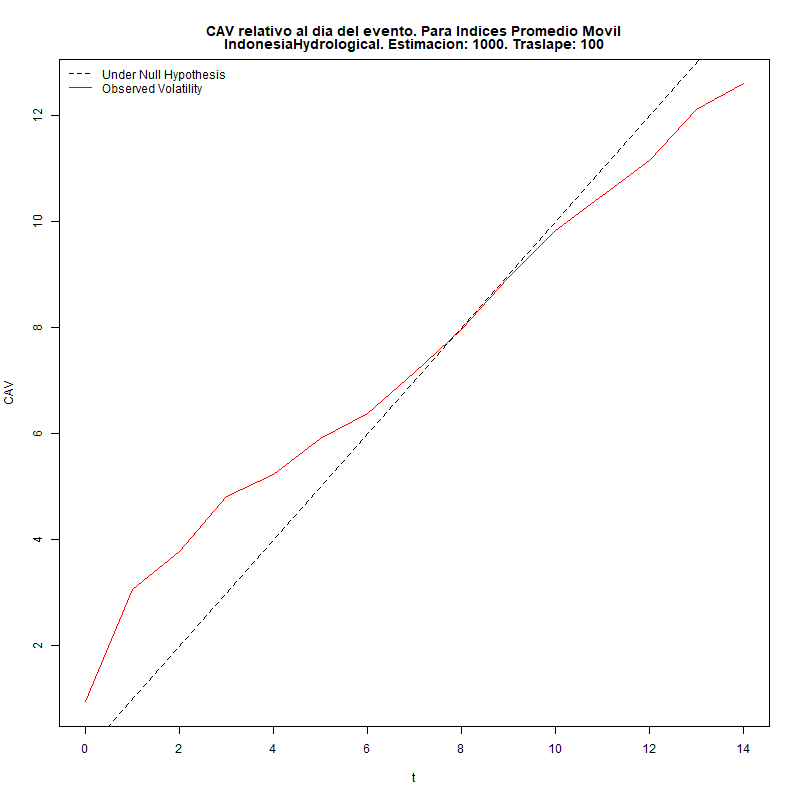 CAV relativo al dia del evento. Para Indices Promedio Movil
IndonesiaHydrological. Estimacion: 1000. Traslape: 100
Under Null Hypothesis
Observed Volatility
12
10
8
6
4
2
CAV
0 2 4 6 8 10 12 14
t